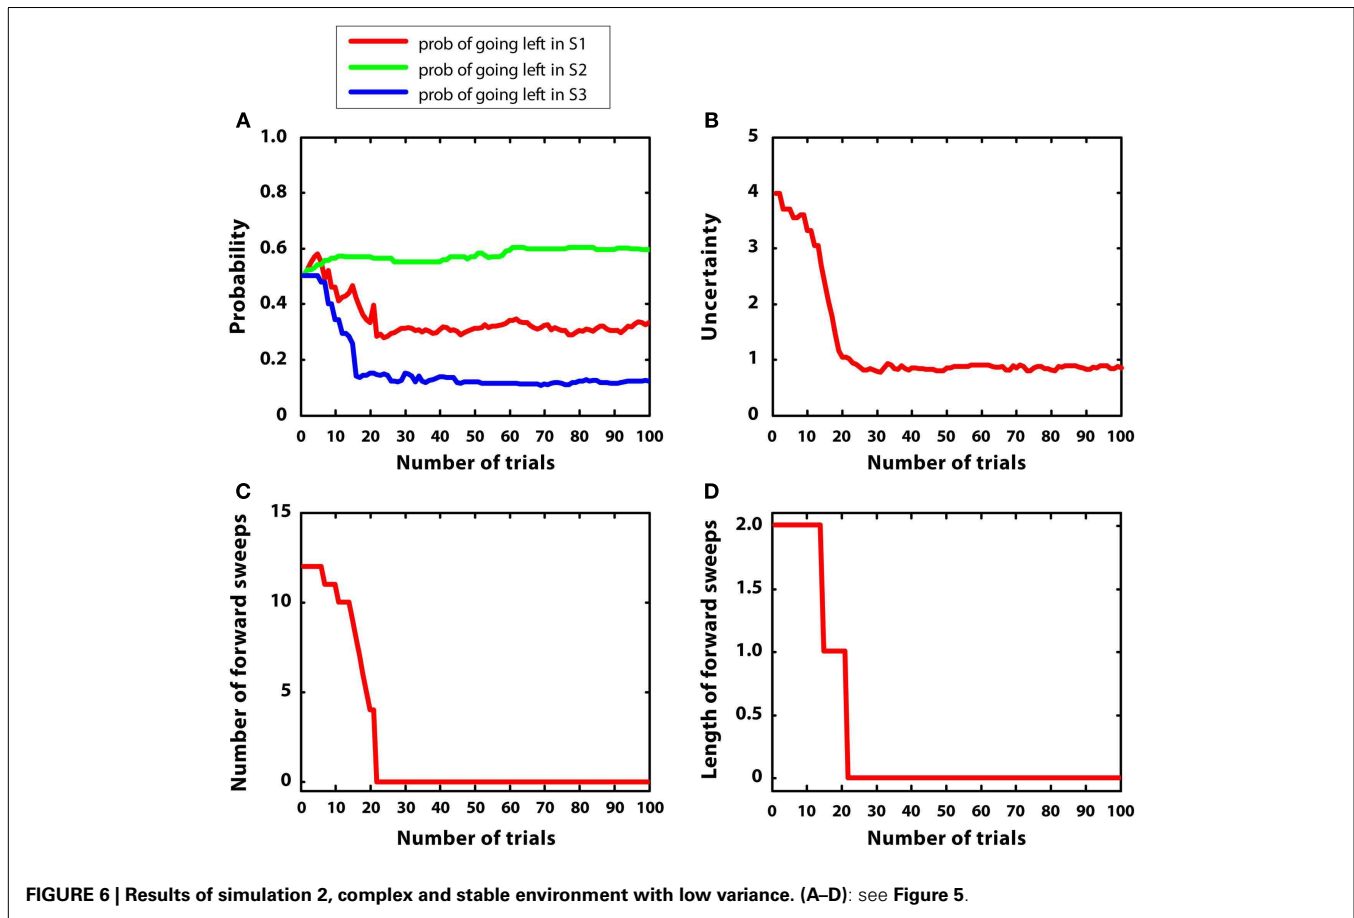 prob of going left in S1
prob of going left in S2
prob of going left in S3
A
1.0
0.8
0.6
0.4
0.2
0
Probability
0 10 20 30 40 50 60 70 80 90 100
Number of trials
B
5
4
3
2
1
0
Uncertainty
0 10 20 30 40 50 60 70 80 90 100
Number of trials
C
15
10
5
0
Number of forward sweeps
0 10 20 30 40 50 60 70 80 90 100
Number of trials
D
2.0
1.5
1.0
0.5
0
Length of forward sweeps
0 10 20 30 40 50 60 70 80 90 100
Number of trials
FIGURE 6 | Results of simulation 2, complex and stable environment with low variance. (A–D): see Figure 5.